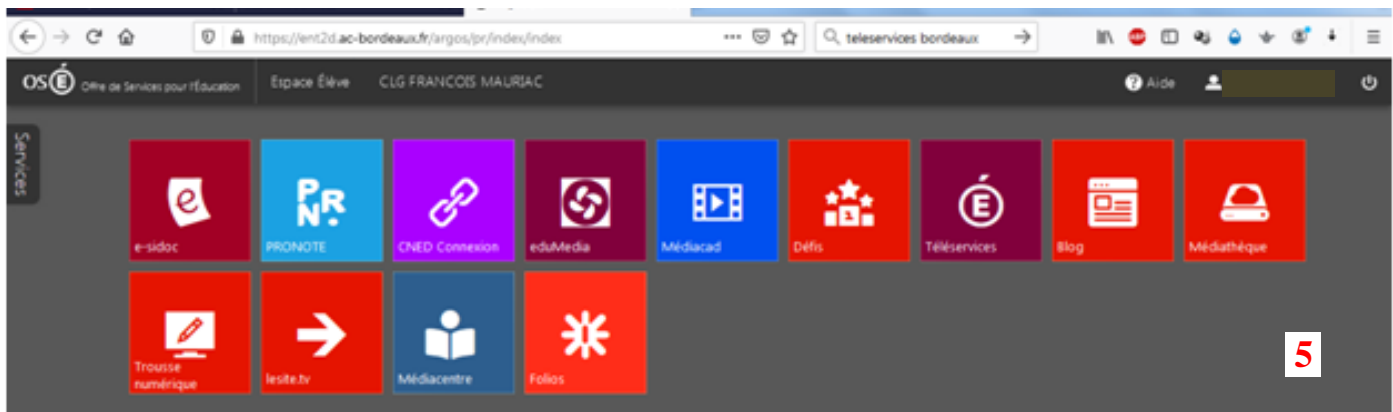 https://ent2d.ac-bordeaux.fr/argos/pr/index/index
teleservices bordeaux
OSÉ Offre de Services pour l'Éducation
Espace Élève
CLG FRANCOIS MAURIAC
Aide
Services
e-sidoc
PRONOTE
CNED Connexion
eduMedia
Médiacad
Défis
Téléservices
Blog
Médiathèque
Trousse
numérique
lesite.tv
Médiacentre
Folios
5